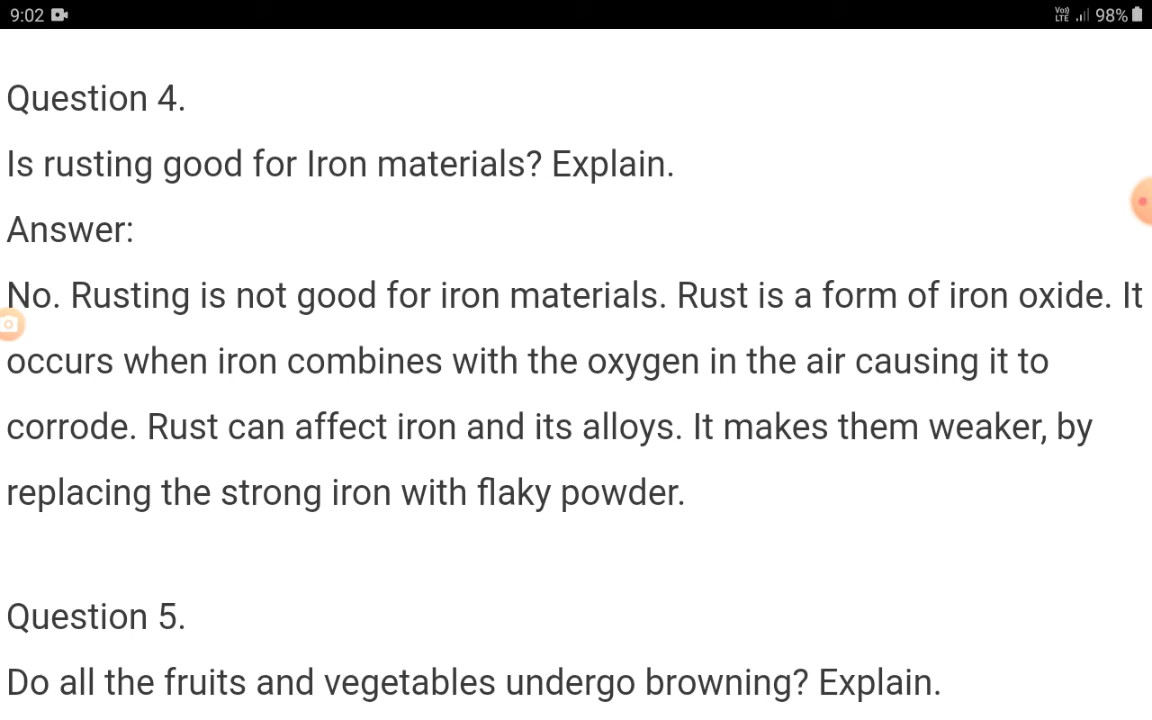 9:02
Vo)) LTE 98%
Question 4.
Is rusting good for Iron materials? Explain.
Answer:
No. Rusting is not good for iron materials. Rust is a form of iron oxide. It
occurs when iron combines with the oxygen in the air causing it to
corrode. Rust can affect iron and its alloys. It makes them weaker, by
replacing the strong iron with flaky powder.
Question 5.
Do all the fruits and vegetables undergo browning? Explain.